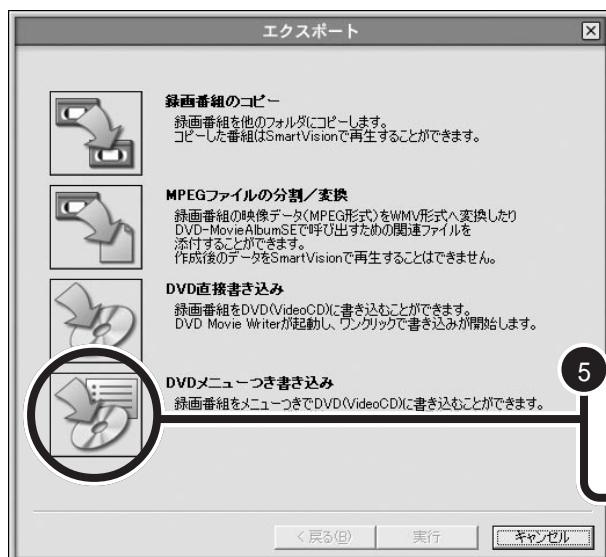 エクスポート
録画番組のコピー
録画番組を他のフォルダにコピーします。
コピーした番組はSmartVisionで再生することができます。
MPEGファイルの分割／変換
録画番組の映像データ(MPEG形式)をWMV形式へ変換したり
DVD-MovieAlbumSEで呼び出すための関連ファイルを
添付することができます。
作成後のデータをSmartVisionで再生することはできません。
DVD直接書き込み
録画番組をDVD(VideoCD)に書き込むことができます。
DVD Movie Writerが起動し、ワンクリックで書き込みが開始します。
5
DVDメニューつき書き込み
録画番組をメニューつきでDVD(VideoCD)に書き込むことができます。
< 戻る(B)
実行
キャンセル